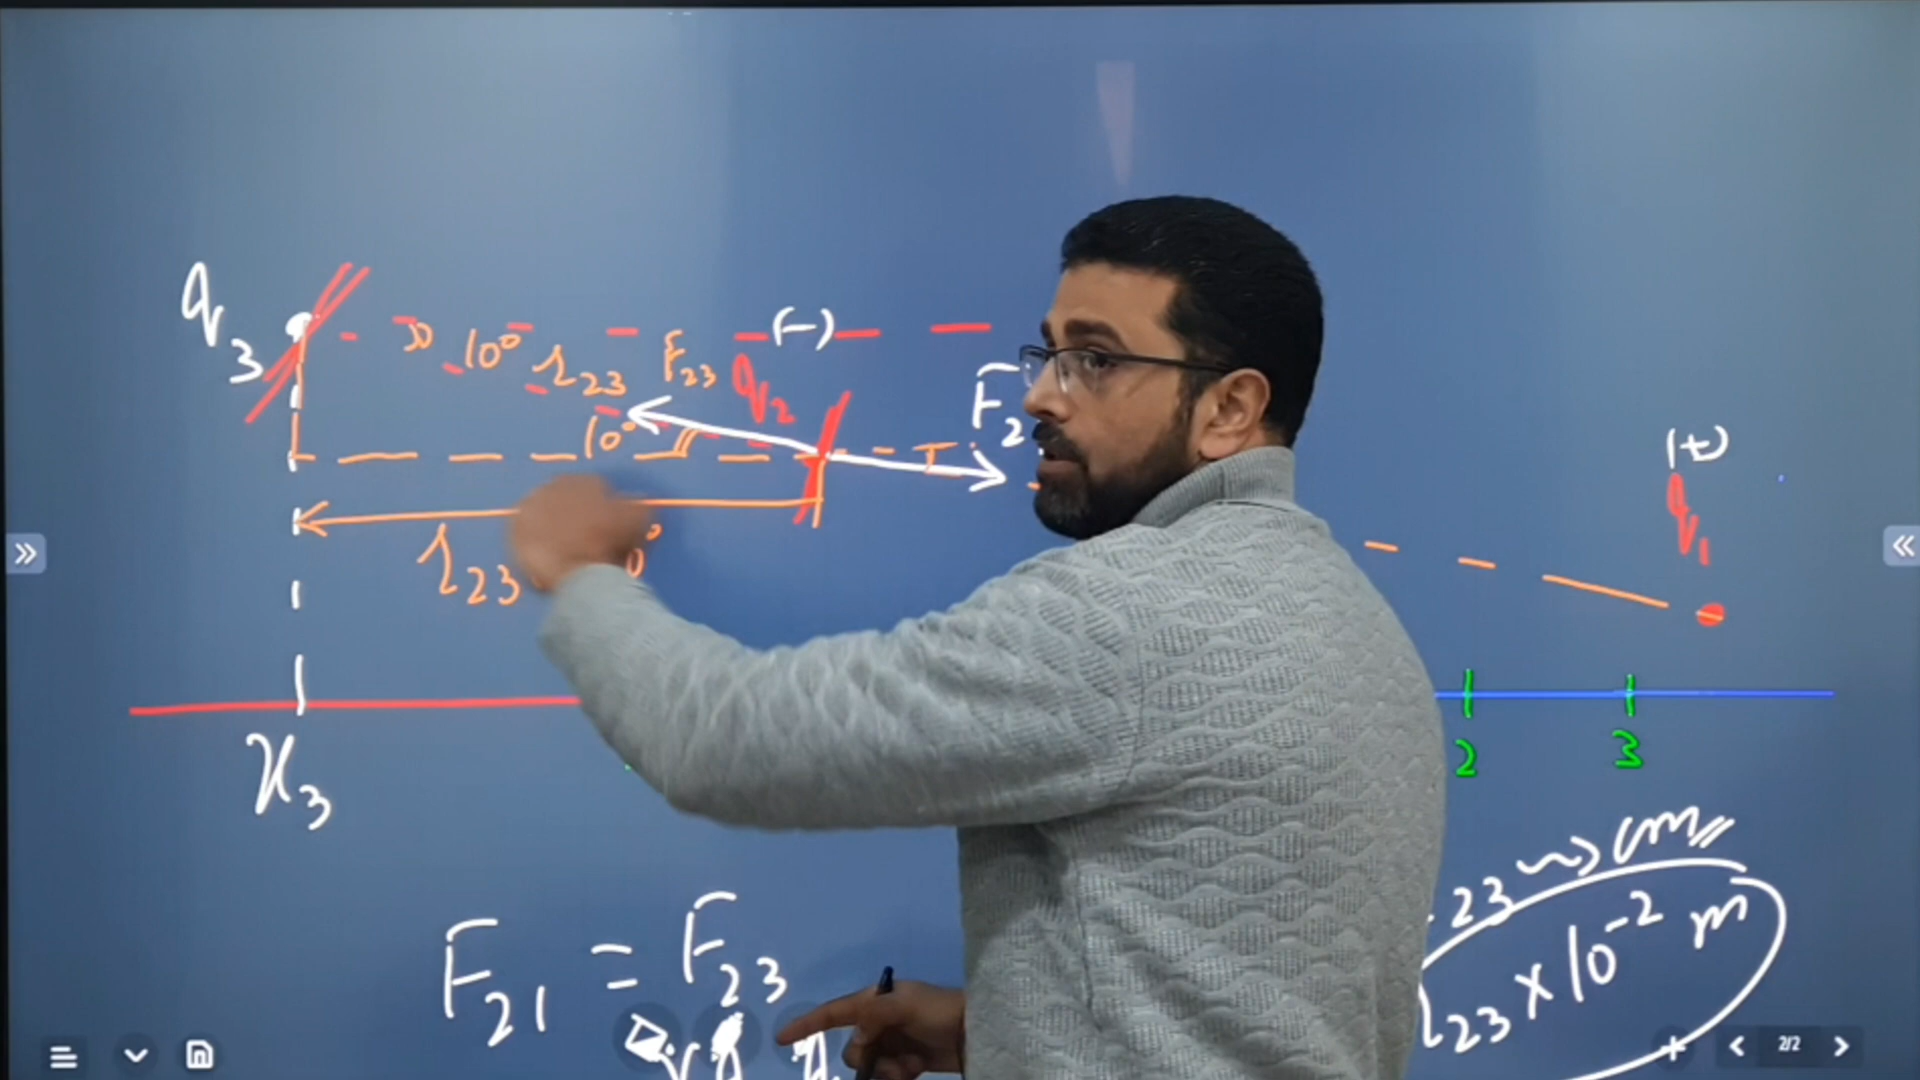 q3
10° r23
F23
(-)
q2
10°
F2
(+)
q1
r23
x3
2
3
23 cm
r23 × 10^-2 m
F21 = F23
2/2